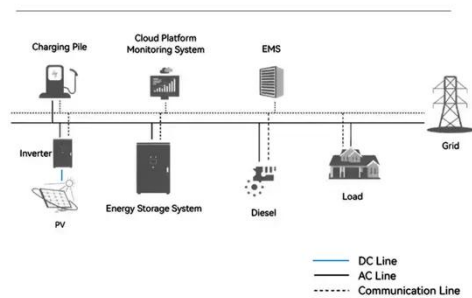 Charging Pile
Cloud Platform
Monitoring System
EMS
Grid
Inverter
PV
Energy Storage System
Diesel
Load
DC Line
AC Line
Communication Line